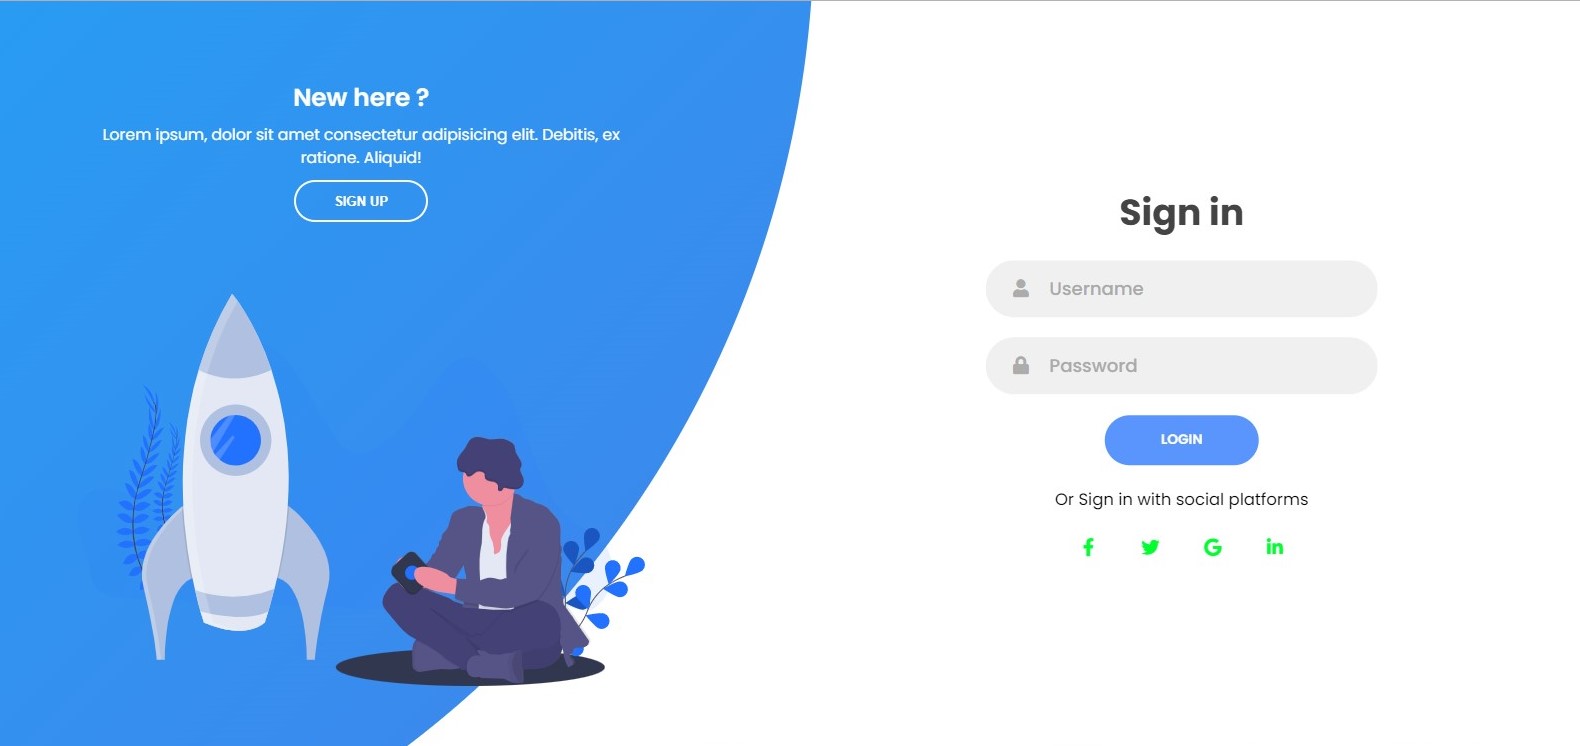 New here ?
Lorem ipsum, dolor sit amet consectetur adipisicing elit. Debitis, ex
ratione. Aliquid!
SIGN UP
Sign in
Username
Password
LOGIN
Or Sign in with social platforms